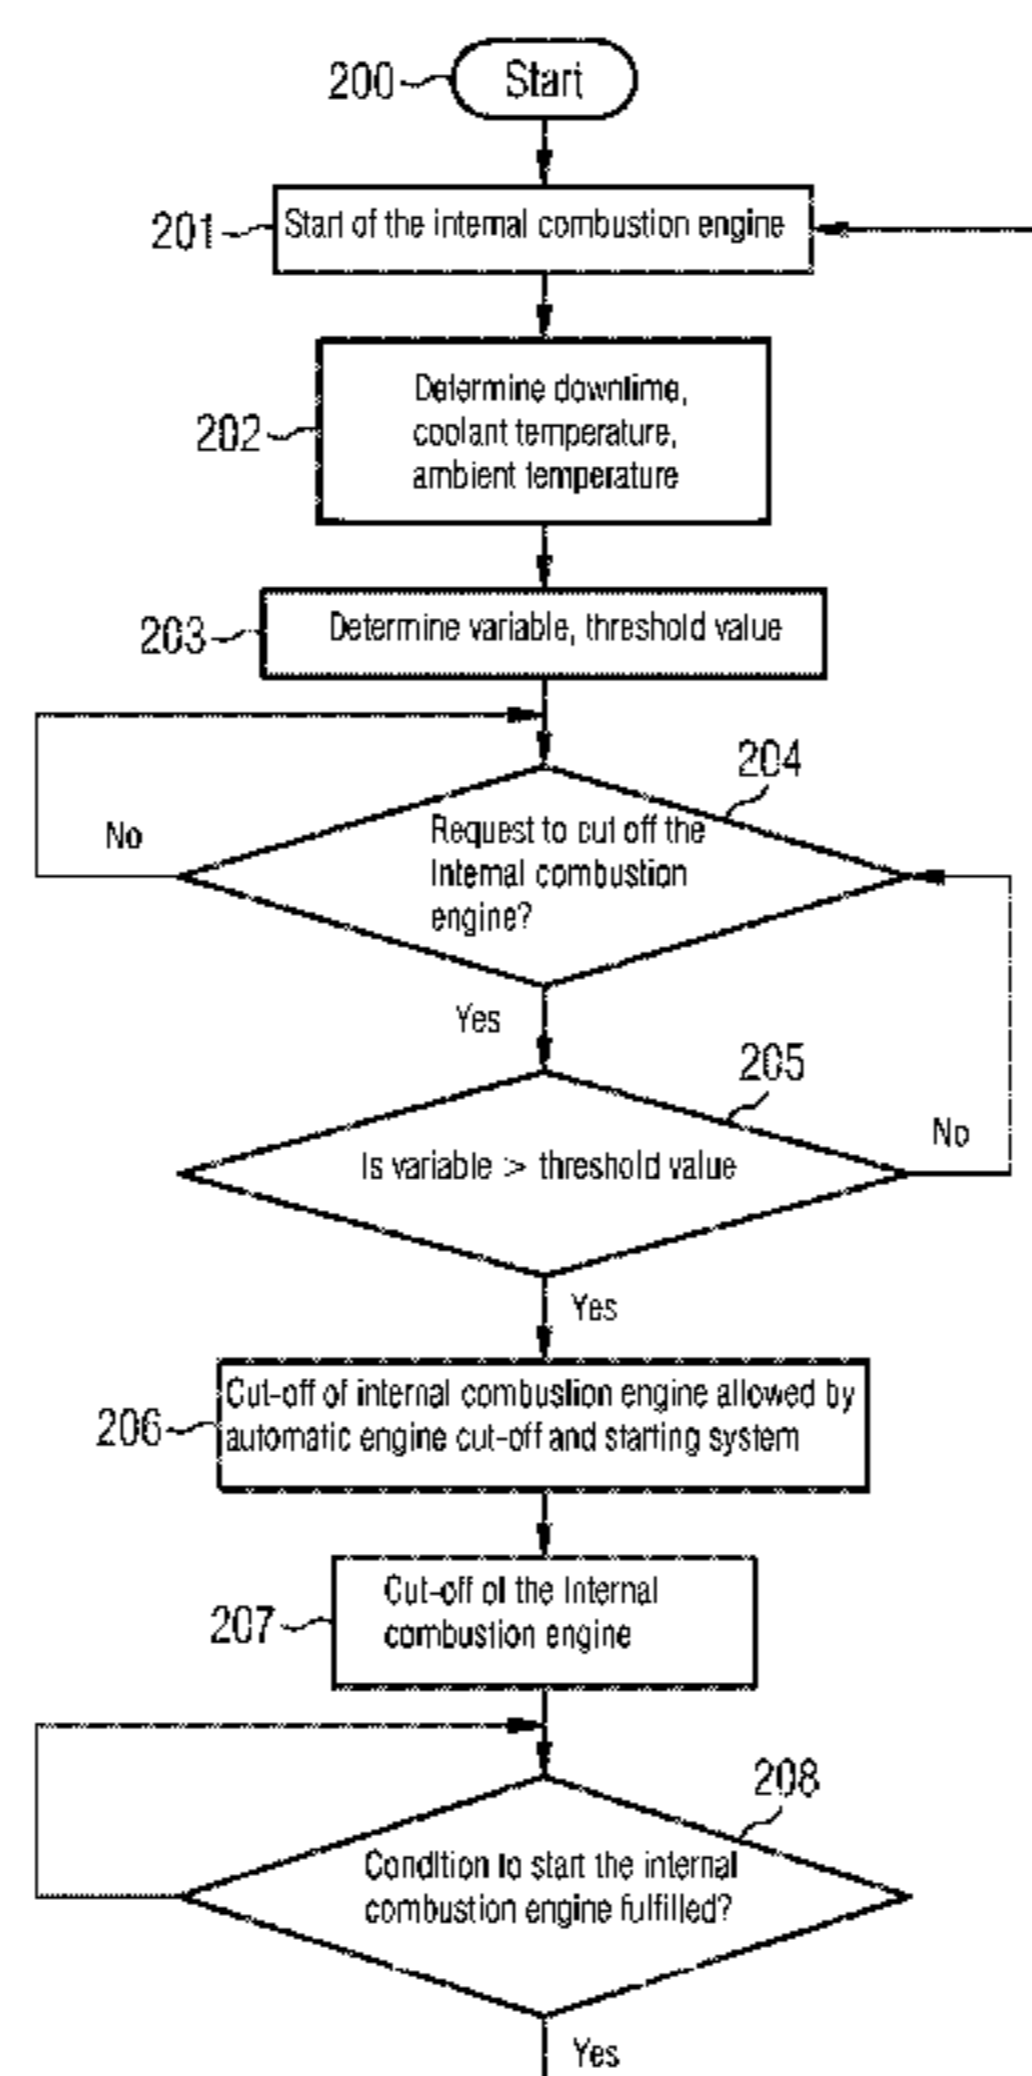 200
Start
201
Start of the internal combustion engine
202
Determine downtime,
coolant temperature,
ambient temperature
203
Determine variable, threshold value
204
No
Request to cut off the
Internal combustion
engine?
Yes
205
Is variable > threshold value
No
Yes
206
Cut-off of internal combustion engine allowed by
automatic engine cut-off and starting system
207
Cut-off of the Internal
combustion engine
208
Condition to start the internal
combustion engine fulfilled?
Yes